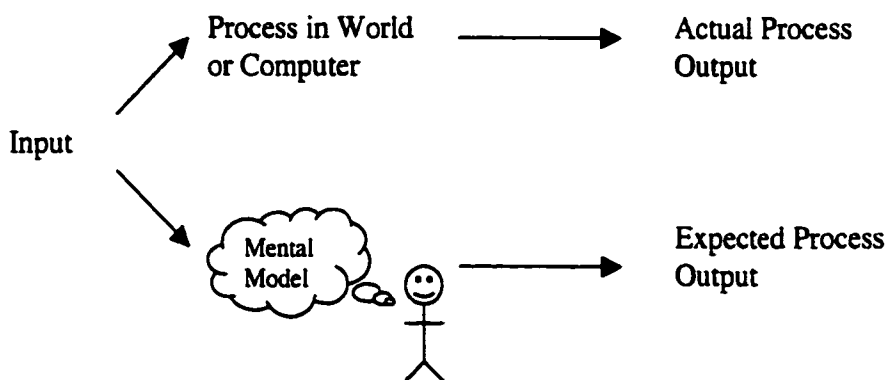 Process in World
or Computer
Actual Process
Output
Input
Mental
Model
Expected Process
Output